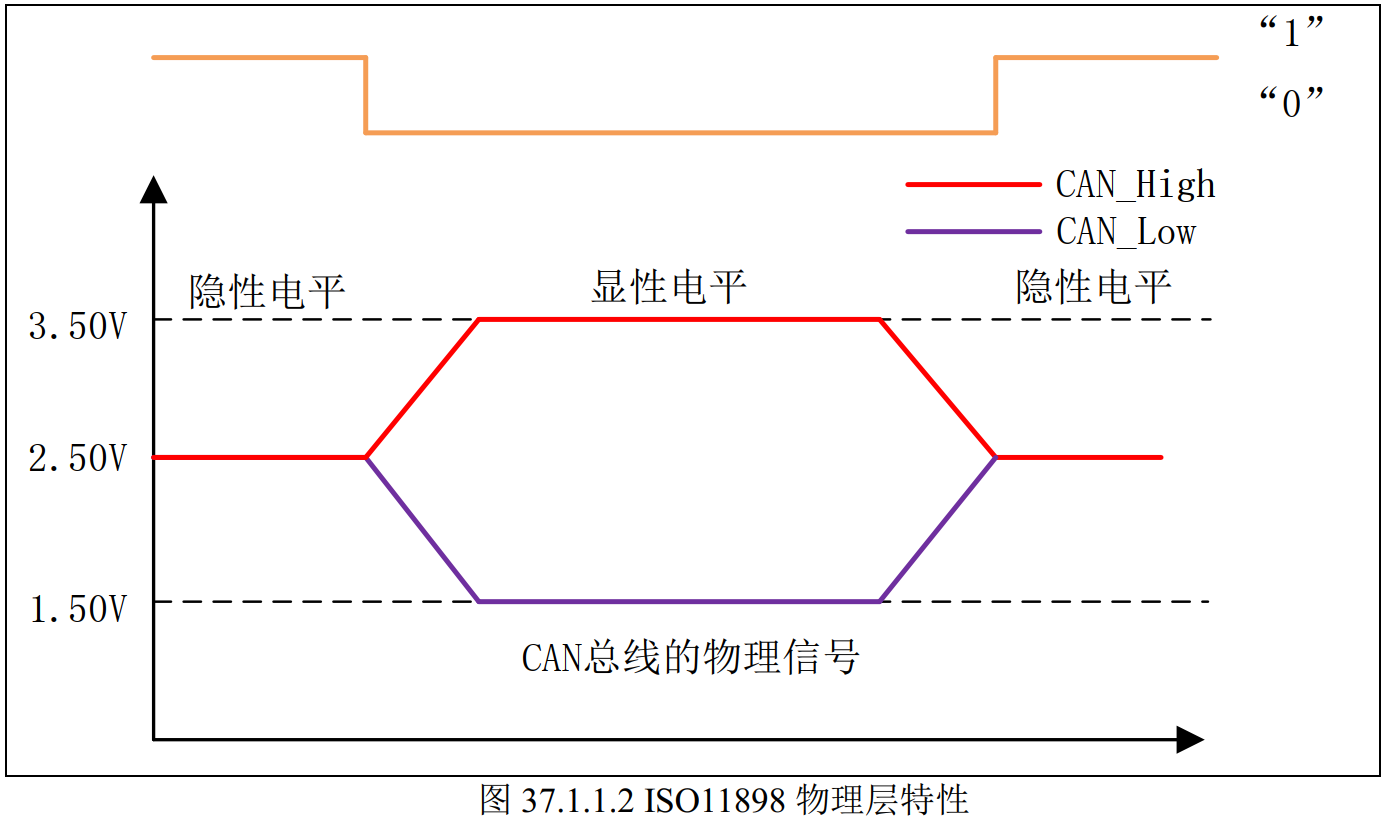 “1”
“0”
CAN_High
CAN_Low
隐性电平
显性电平
隐性电平
3.50V
2.50V
1.50V
CAN总线的物理信号
图 37.1.1.2 ISO11898 物理层特性